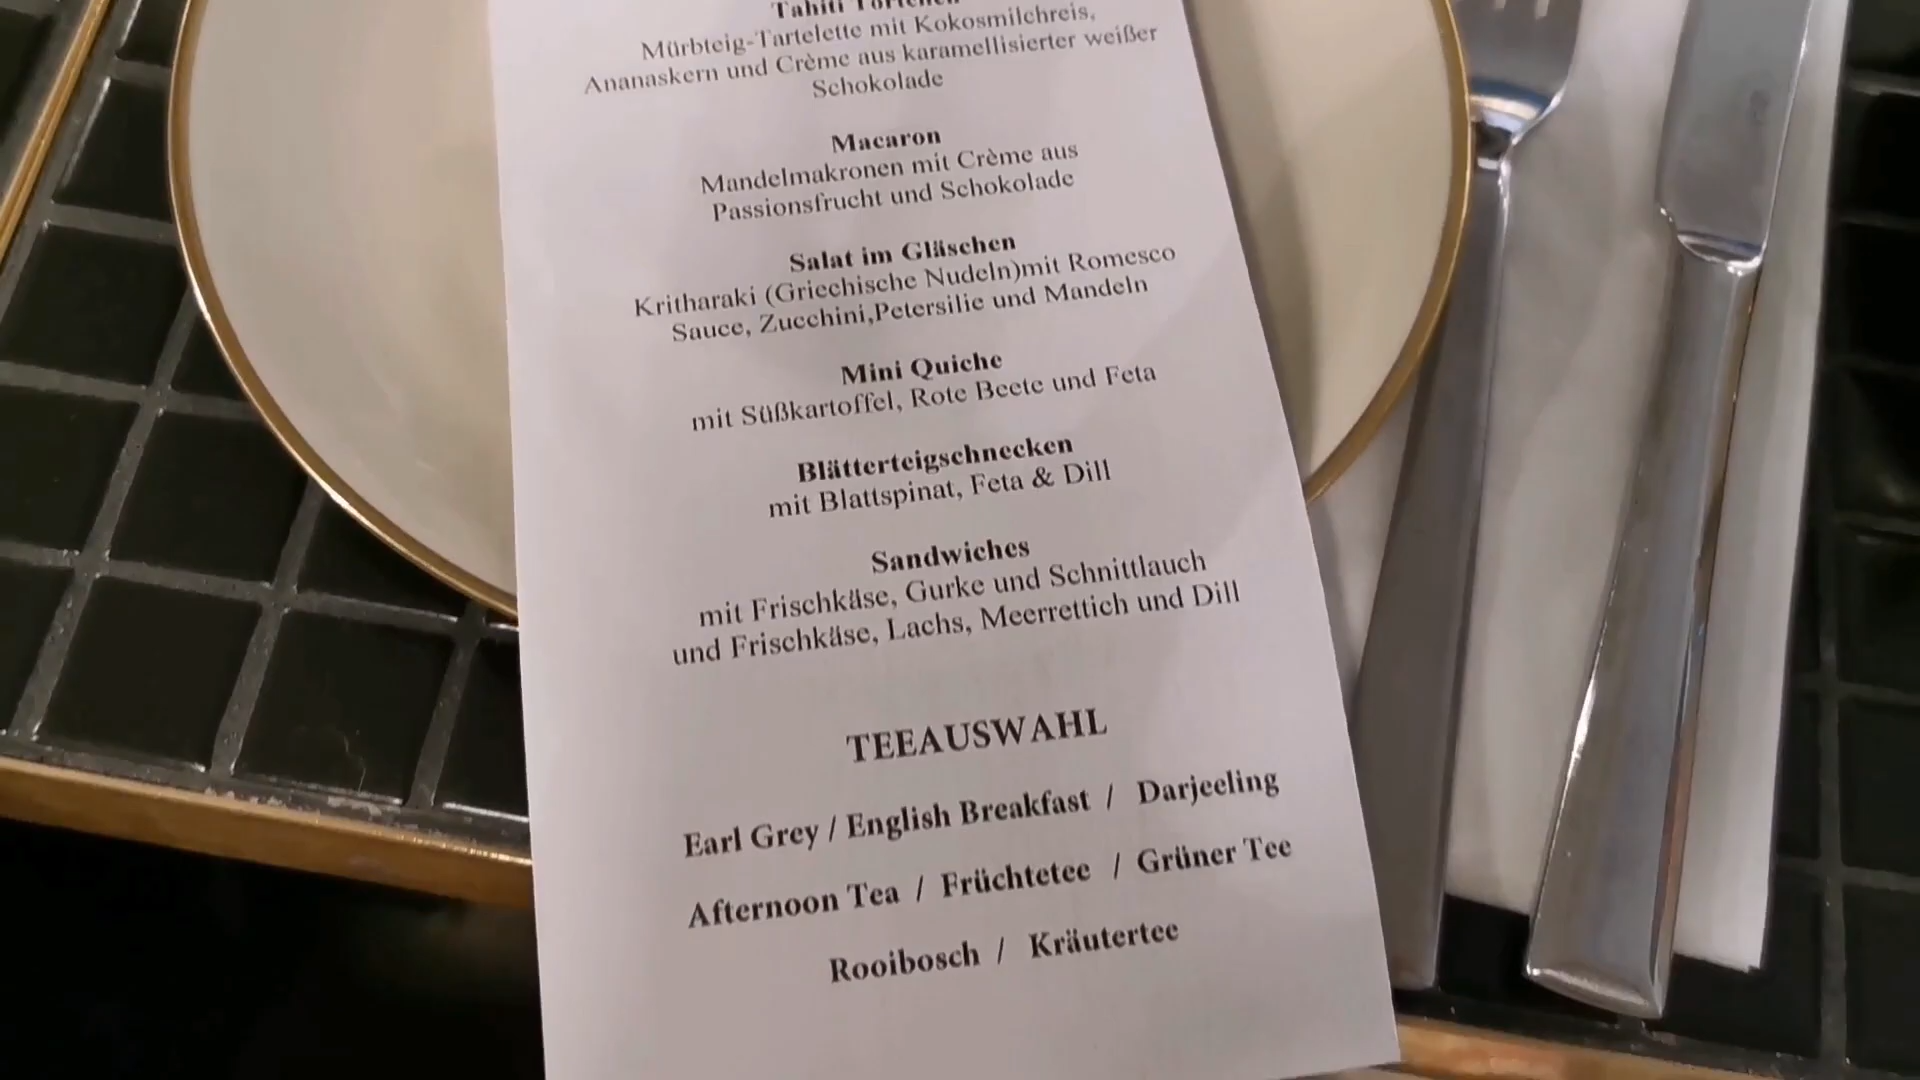 Tahiti Törtchen
Mürbteig-Tartelette mit Kokosmilchreis,
Ananaskern und Crème aus karamellisierter weißer
Schokolade
Macaron
Mandelmakronen mit Crème aus
Passionsfrucht und Schokolade
Salat im Gläschen
Kritharaki (Griechische Nudeln)mit Romesco
Sauce, Zucchini,Petersilie und Mandeln
Mini Quiche
mit Süßkartoffel, Rote Beete und Feta
Blätterteigschnecken
mit Blattspinat, Feta & Dill
Sandwiches
mit Frischkäse, Gurke und Schnittlauch
und Frischkäse, Lachs, Meerrettich und Dill
TEEAUSWAHL
Earl Grey / English Breakfast / Darjeeling
Afternoon Tea / Früchtetee / Grüner Tee
Rooibosch / Kräutertee